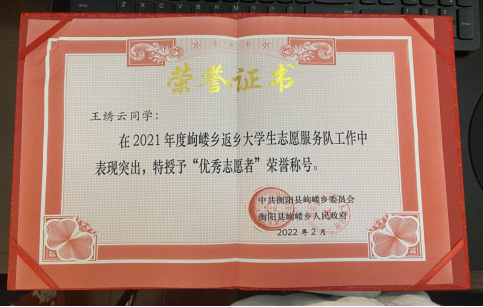 荣誉证书
王绣云同学：
在2021年度岣嵝乡返乡大学生志愿服务队工作中
表现突出，特授予“优秀志愿者”荣誉称号。
中共衡阳县岣嵝乡委员会
衡阳县岣嵝乡人民政府
2022年2月